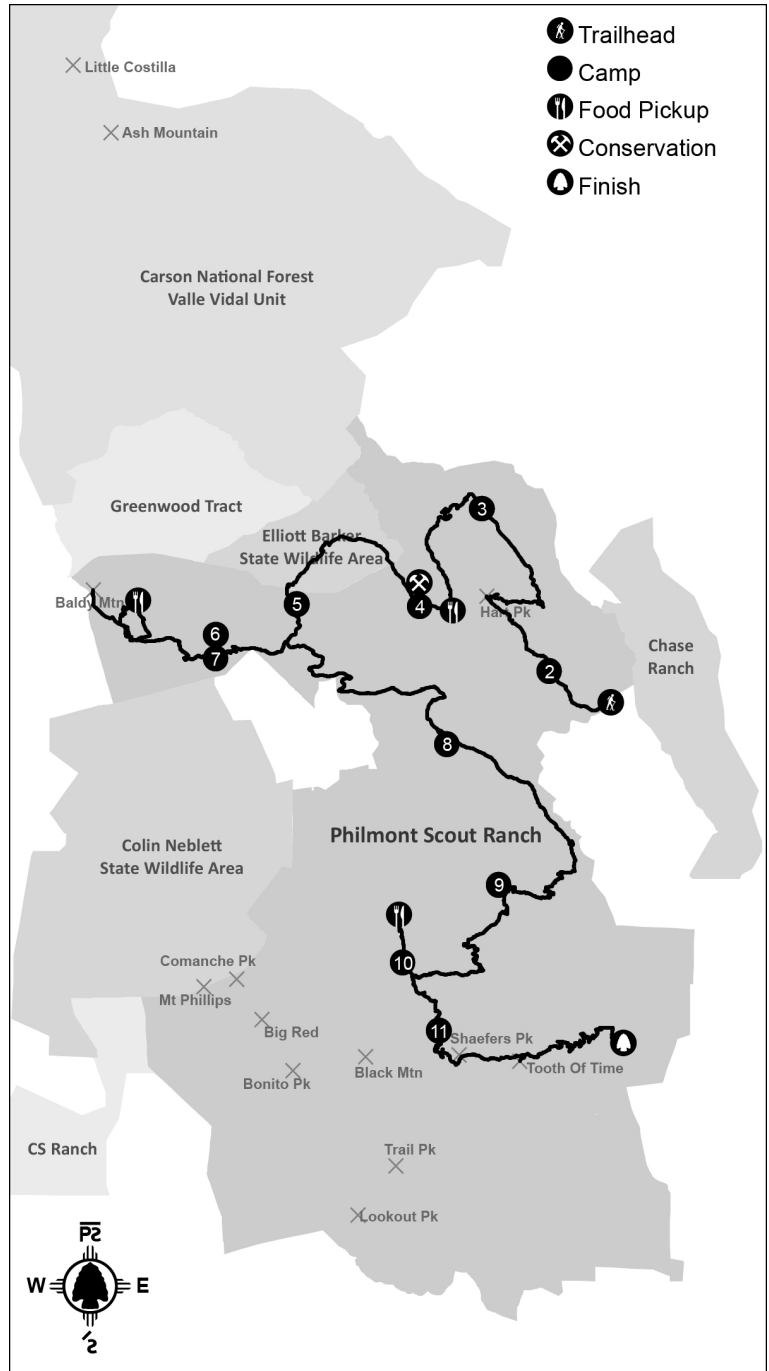 Trailhead
Camp
Food Pickup
Conservation
Finish
Little Costilla
Ash Mountain
Carson National Forest
Valle Vidal Unit
Greenwood Tract
Elliott Barker
State Wildlife Area
3
Baldy Mtn
5
4
Hart Pk
6
7
2
Chase
Ranch
8
Philmont Scout Ranch
Colin Neblett
State Wildlife Area
9
10
Comanche Pk
Mt Phillips
Big Red
11
Shaefers Pk
Black Mtn
Tooth Of Time
Bonito Pk
CS Ranch
Trail Pk
Lookout Pk
W
E